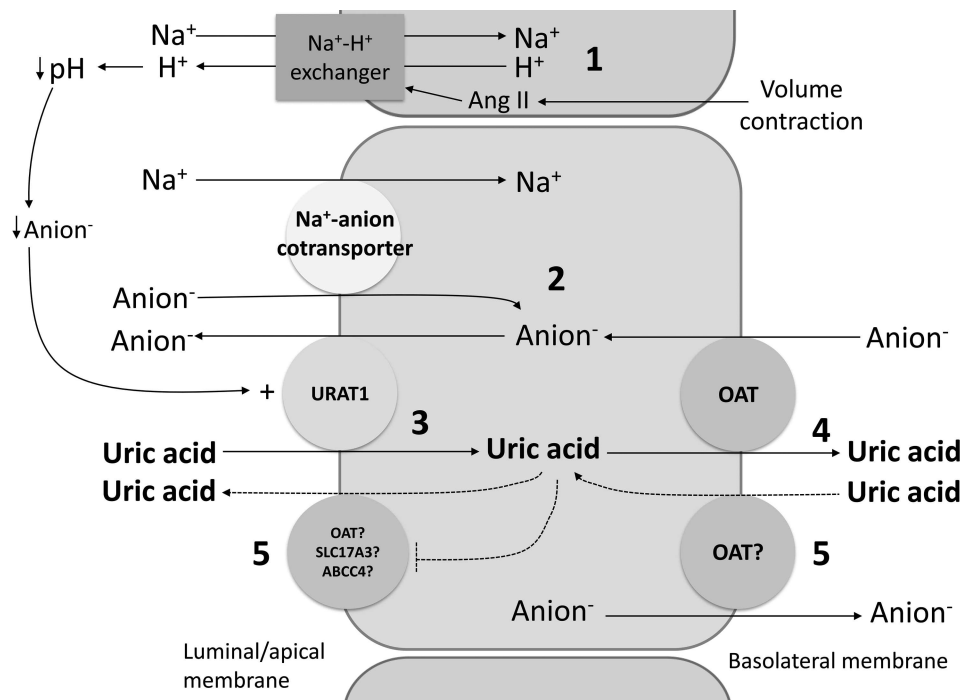 Na⁺
Na⁺-H⁺
exchanger
Na⁺
↓pH
H⁺
H⁺
1
Ang II
Volume
contraction
Na⁺
Na⁺
Na⁺-anion
cotransporter
↓Anion⁻
2
Anion⁻
Anion⁻
Anion⁻
Anion⁻
+
URAT1
OAT
3
4
Uric acid
Uric acid
Uric acid
Uric acid
Uric acid
5
OAT?
SLC17A3?
ABCC4?
OAT?
5
Anion⁻
Anion⁻
Luminal/apical
membrane
Basolateral membrane